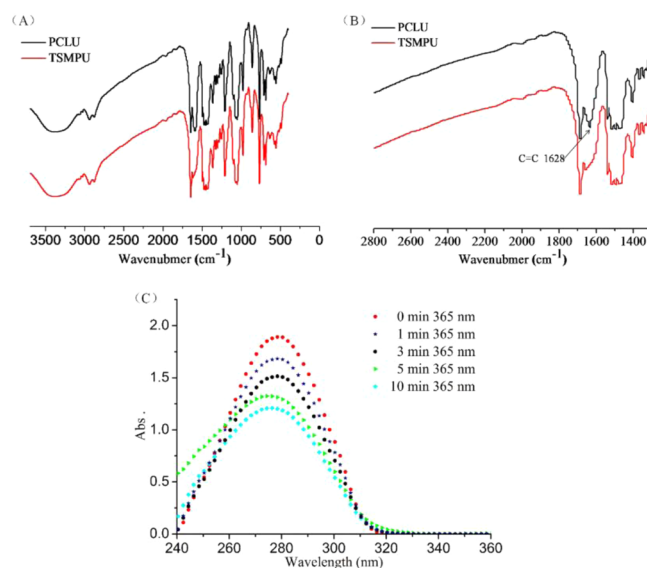 (A)
PCLU
TSMPU
3500 3000 2500 2000 1500 1000 500 0
Wavenubmer (cm-1)
(B)
PCLU
TSMPU
C=C 1628
2800 2600 2400 2200 2000 1800 1600 1400
Wavenubmer (cm-1)
(C)
0 min 365 nm
1 min 365 nm
3 min 365 nm
5 min 365 nm
10 min 365 nm
2.0
1.5
1.0
0.5
0.0
Abs .
240 260 280 300 320 340 360
Wavelength (nm)